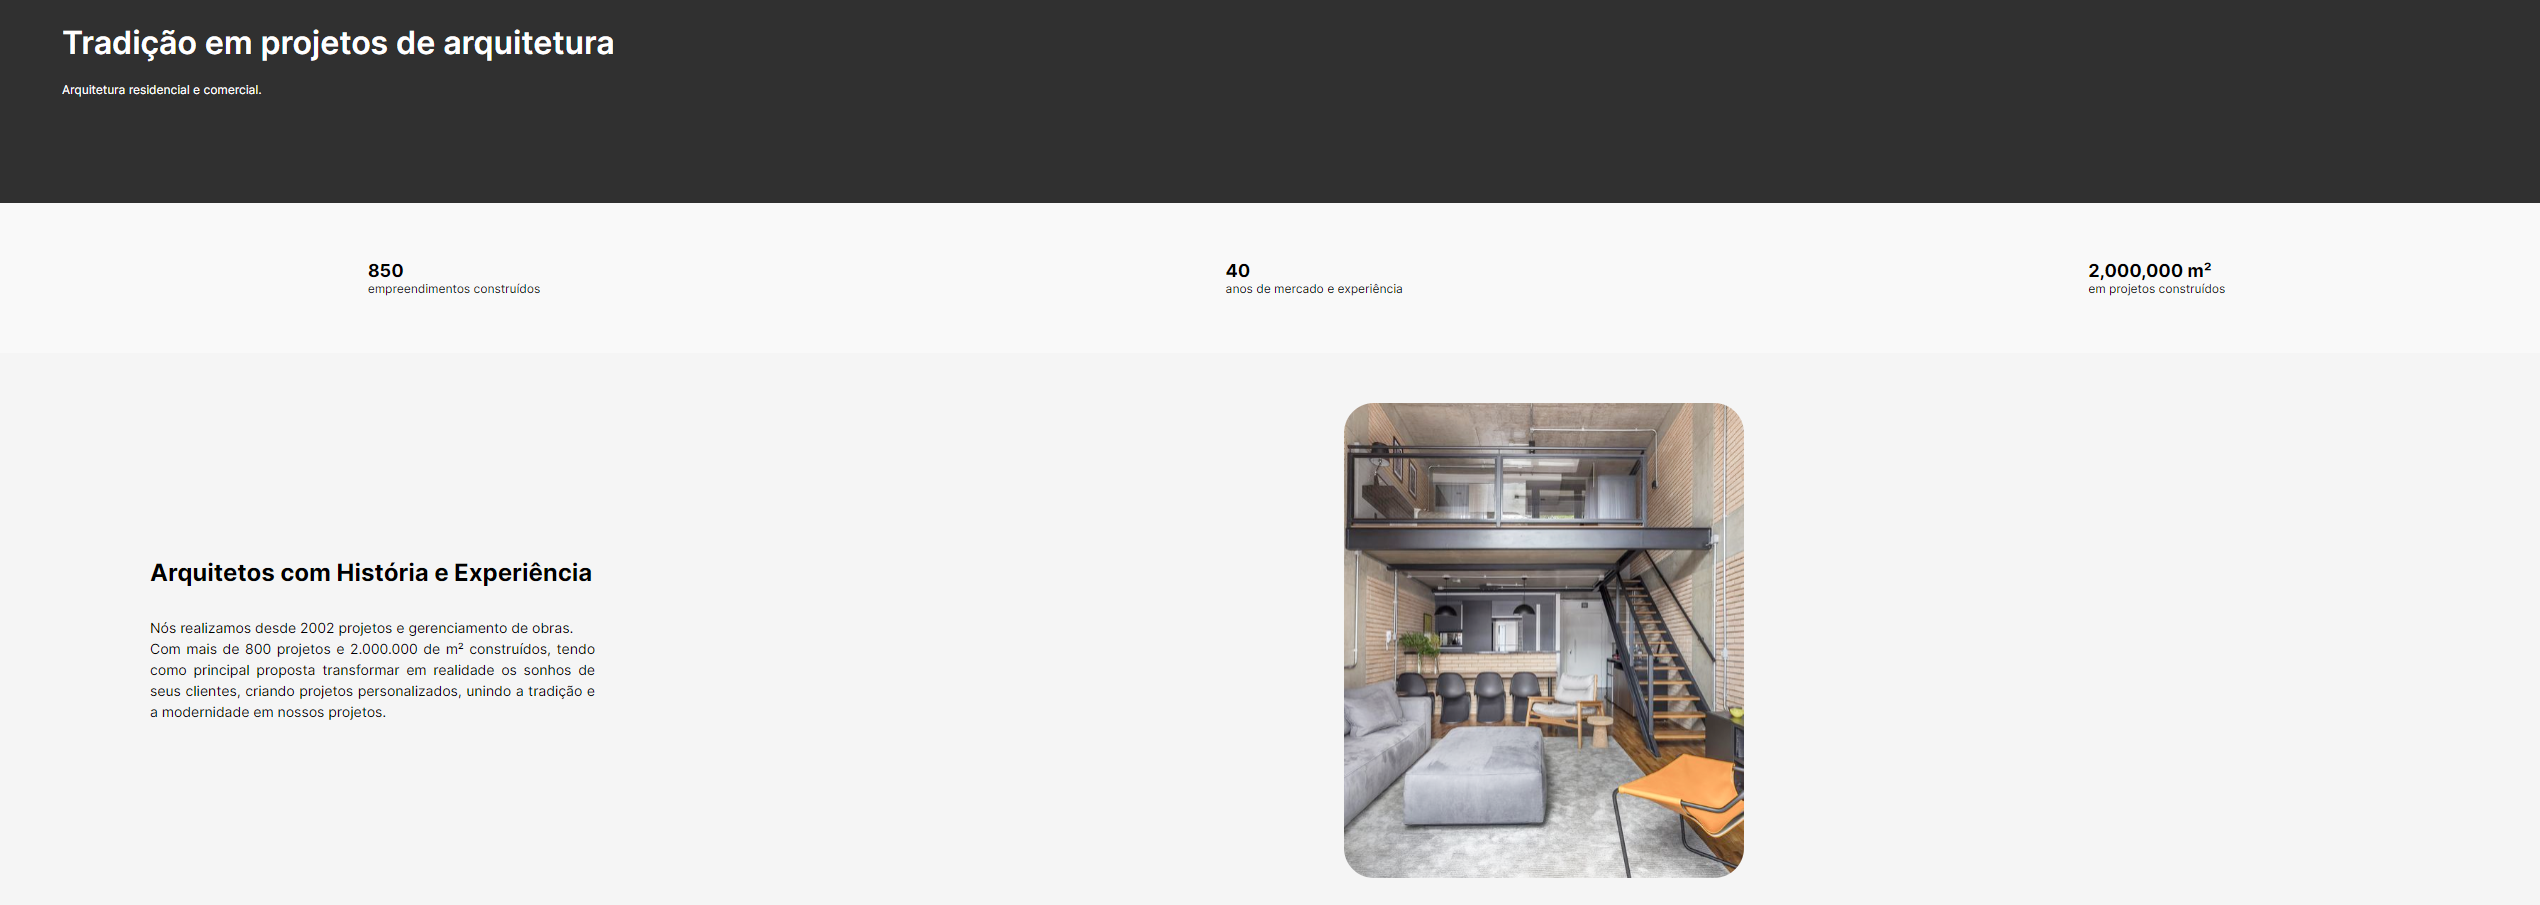 Tradição em projetos de arquitetura
Arquitetura residencial e comercial.
850
empreendimentos construídos
40
anos de mercado e experiência
2,000,000 m²
em projetos construídos
Arquitetos com História e Experiência
Nós realizamos desde 2002 projetos e gerenciamento de obras.
Com mais de 800 projetos e 2.000.000 de m² construídos, tendo
como principal proposta transformar em realidade os sonhos de
seus clientes, criando projetos personalizados, unindo a tradição e
a modernidade em nossos projetos.